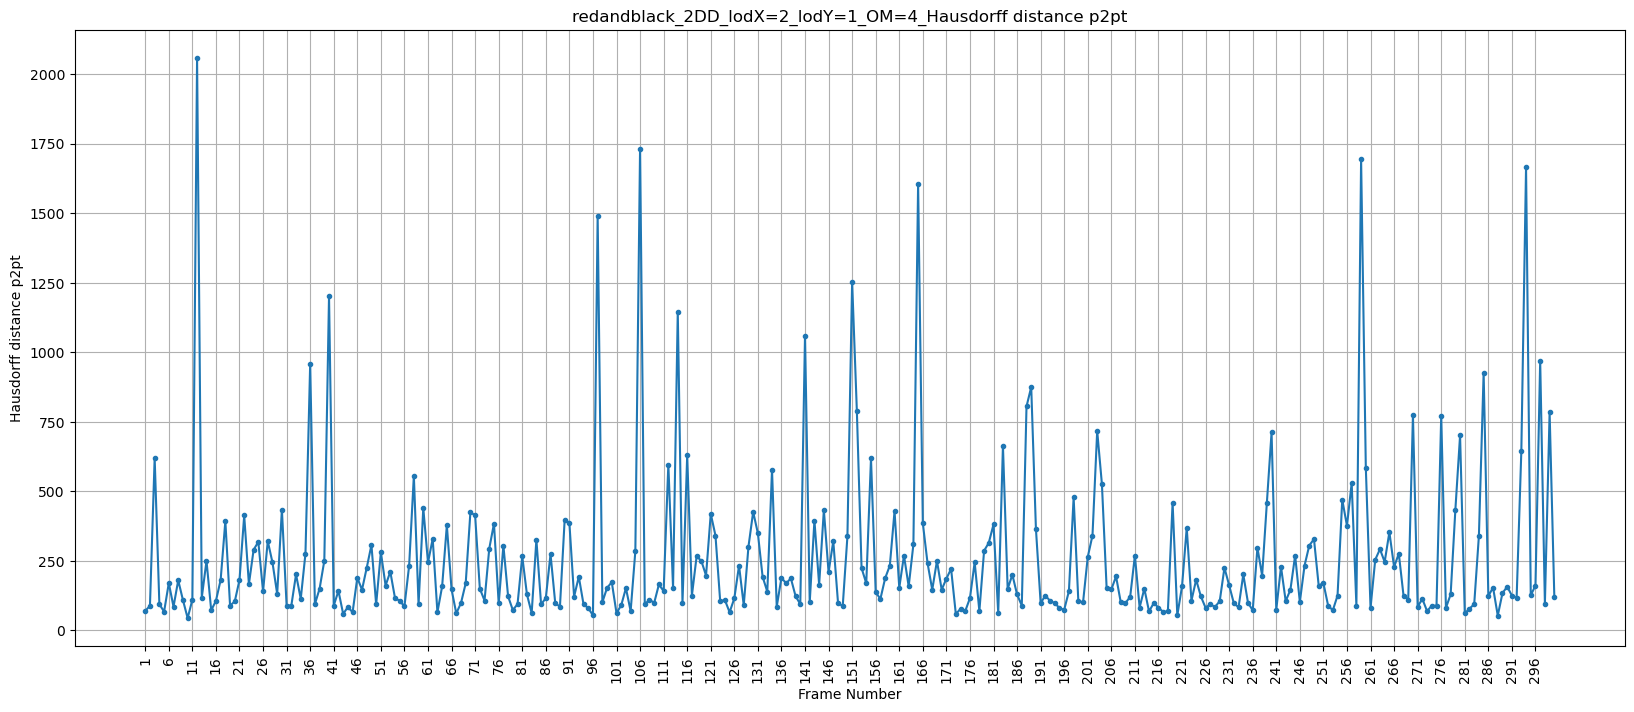 redandblack_2DD_lodX=2_lodY=1_OM=4_Hausdorff distance p2pt
Hausdorff distance p2pt
2000
1750
1500
1250
1000
750
500
250
0
1 6 11 16 21 26 31 36 41 46 51 56 61 66 71 76 81 86 91 96 101 106 111 116 121 126 131 136 141 146 151 156 161 166 171 176 181 186 191 196 201 206 211 216 221 226 231 236 241 246 251 256 261 266 271 276 281 286 291 296
Frame Number